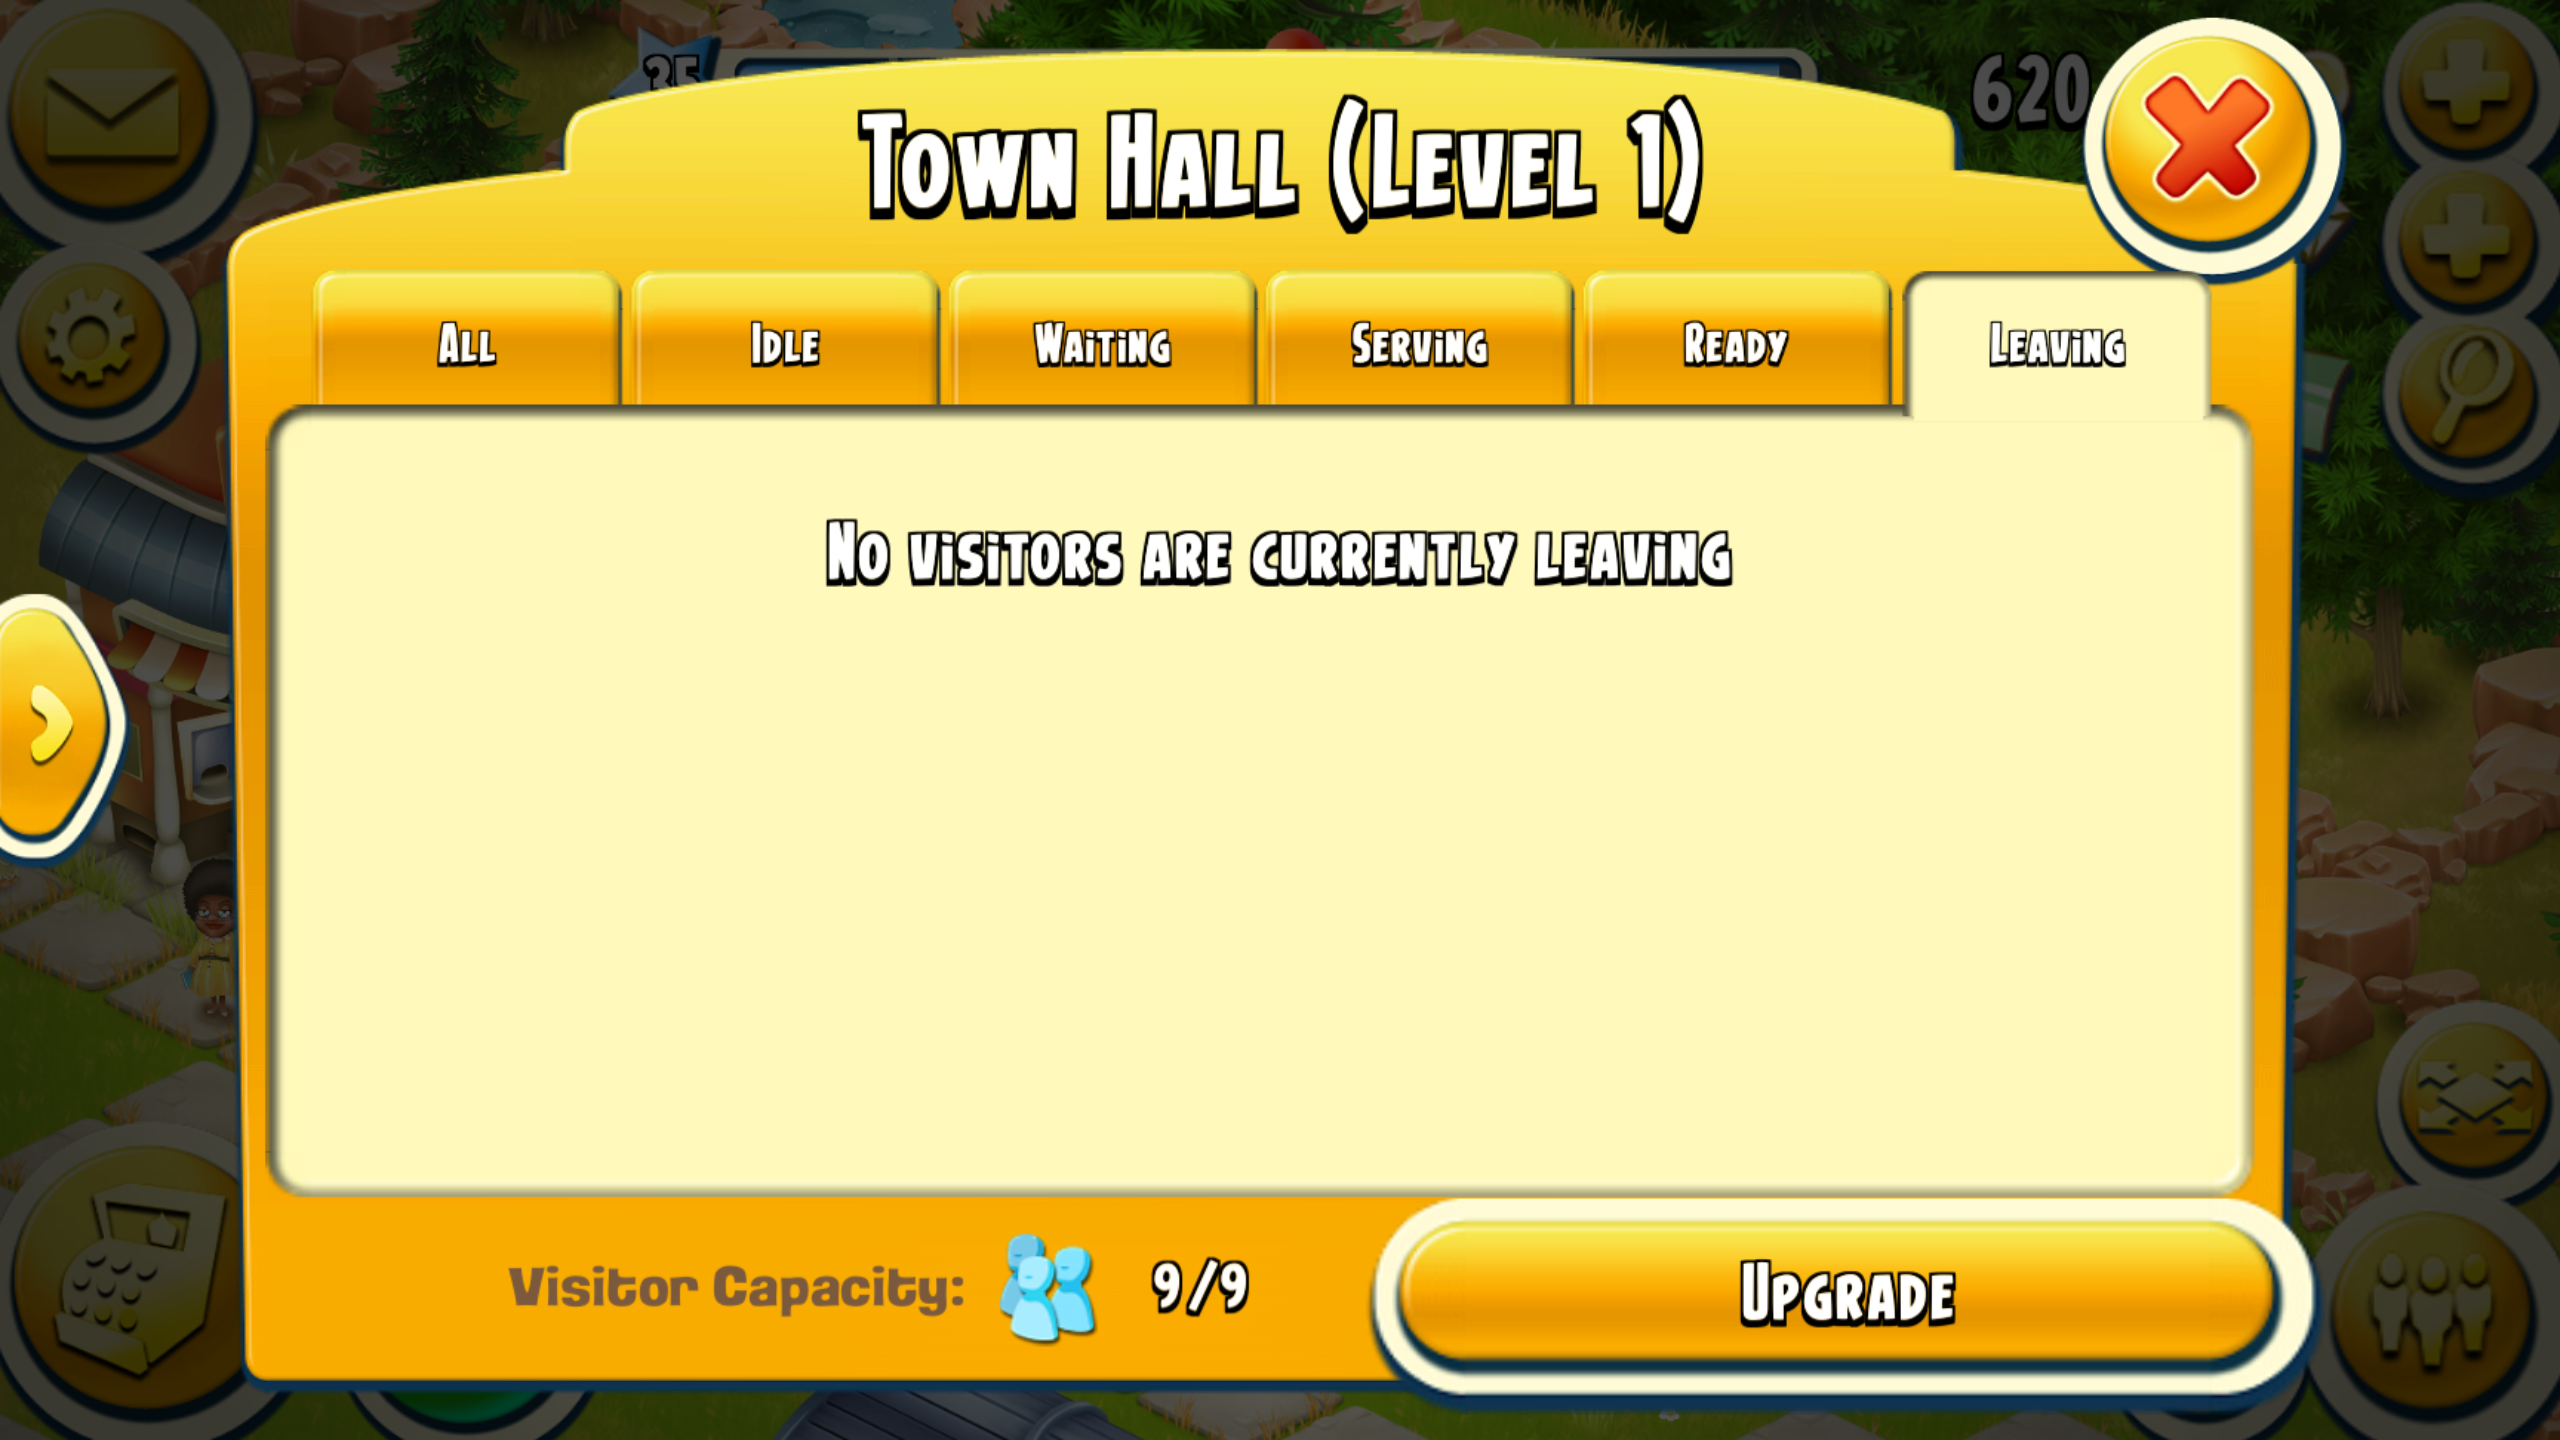 35
620
Town Hall (Level 1)
All
Idle
Waiting
Serving
Ready
Leaving
No visitors are currently leaving
Visitor Capacity:
9/9
Upgrade